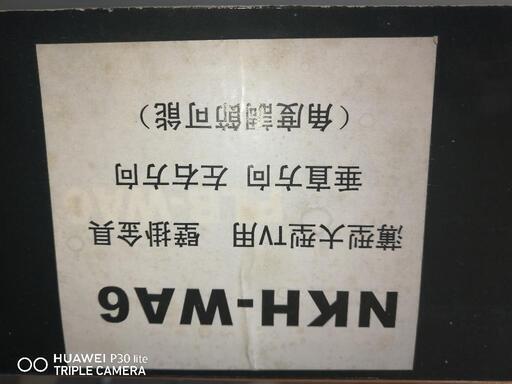 NKH-WA6
薄型大型TV用 壁掛金具
垂直方向 左右方向
(角度調節可能)
HUAWEI P30 lite
TRIPLE CAMERA